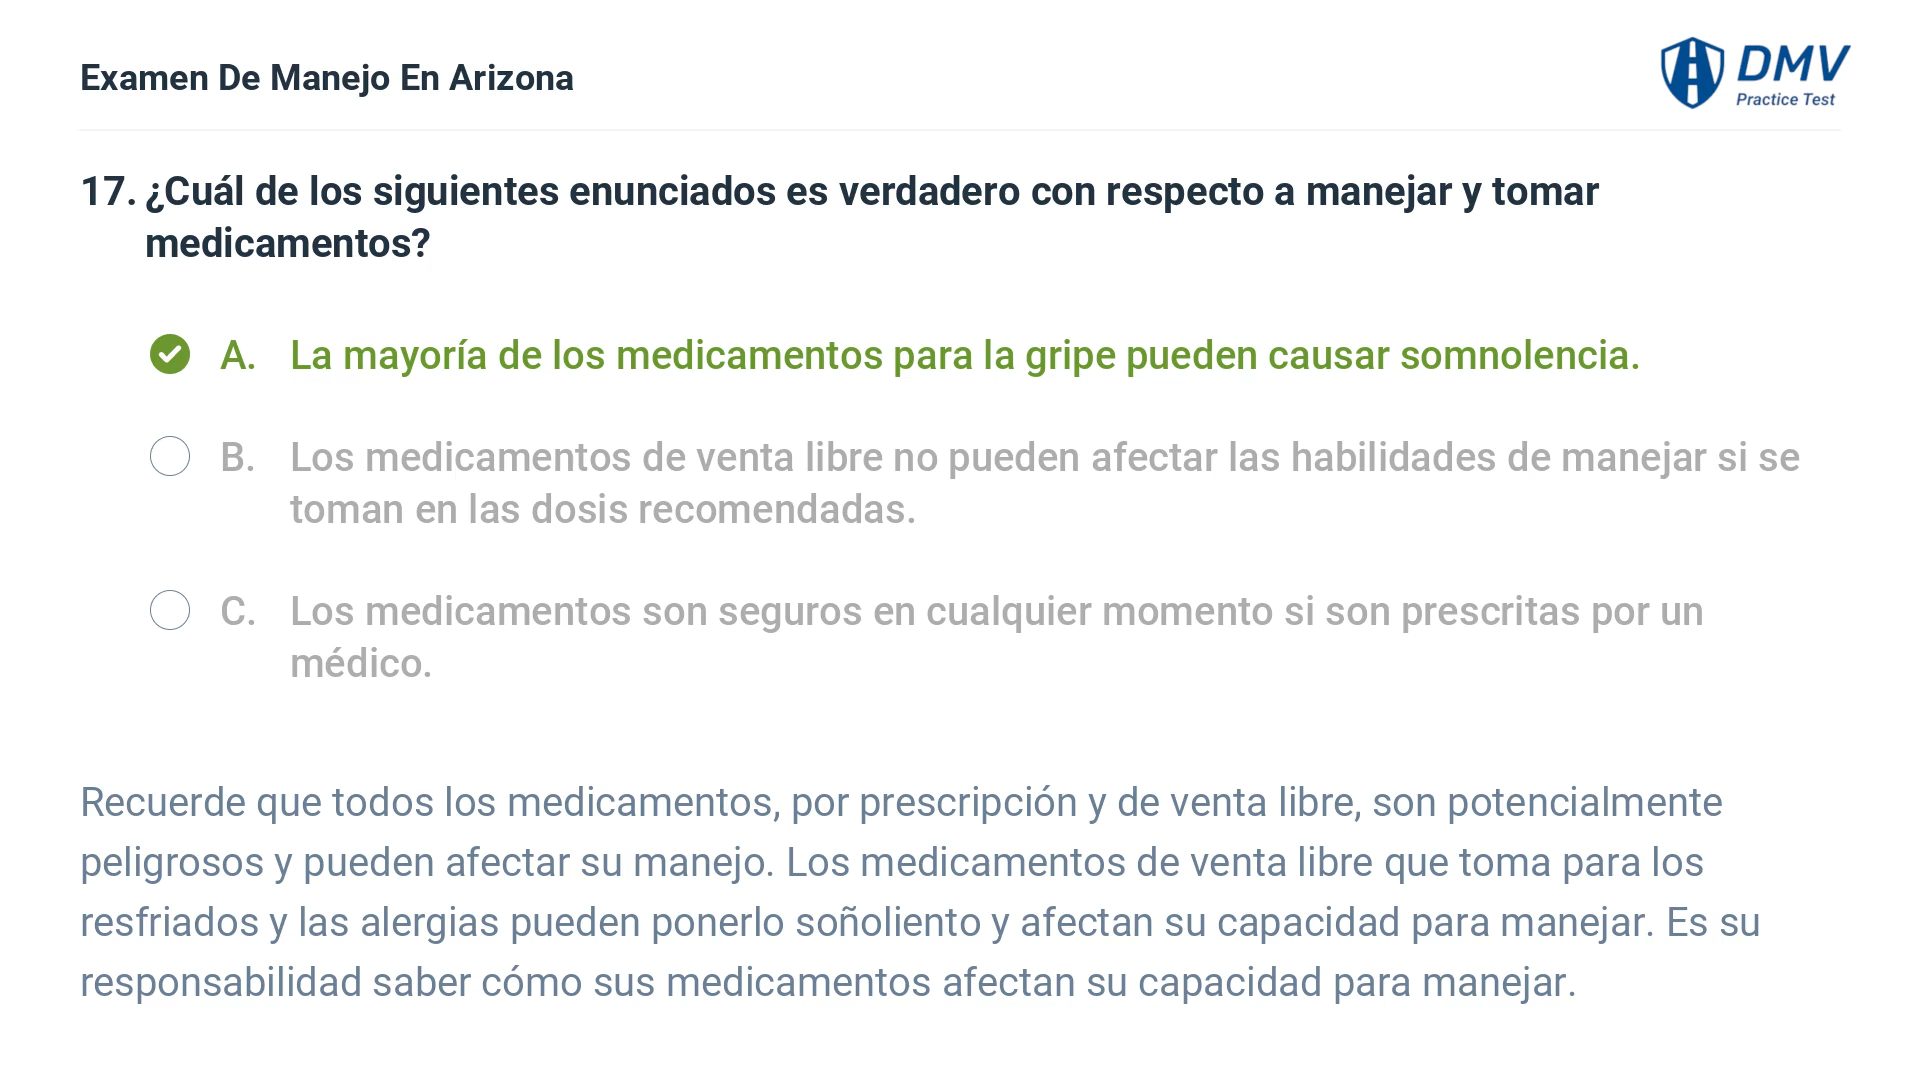 Examen De Manejo En Arizona
DMV
Practice Test
17. ¿Cuál de los siguientes enunciados es verdadero con respecto a manejar y tomar
medicamentos?
A. La mayoría de los medicamentos para la gripe pueden causar somnolencia.
B. Los medicamentos de venta libre no pueden afectar las habilidades de manejar si se
toman en las dosis recomendadas.
C. Los medicamentos son seguros en cualquier momento si son prescritas por un
médico.
Recuerde que todos los medicamentos, por prescripción y de venta libre, son potencialmente
peligrosos y pueden afectar su manejo. Los medicamentos de venta libre que toma para los
resfriados y las alergias pueden ponerlo soñoliento y afectan su capacidad para manejar. Es su
responsabilidad saber cómo sus medicamentos afectan su capacidad para manejar.